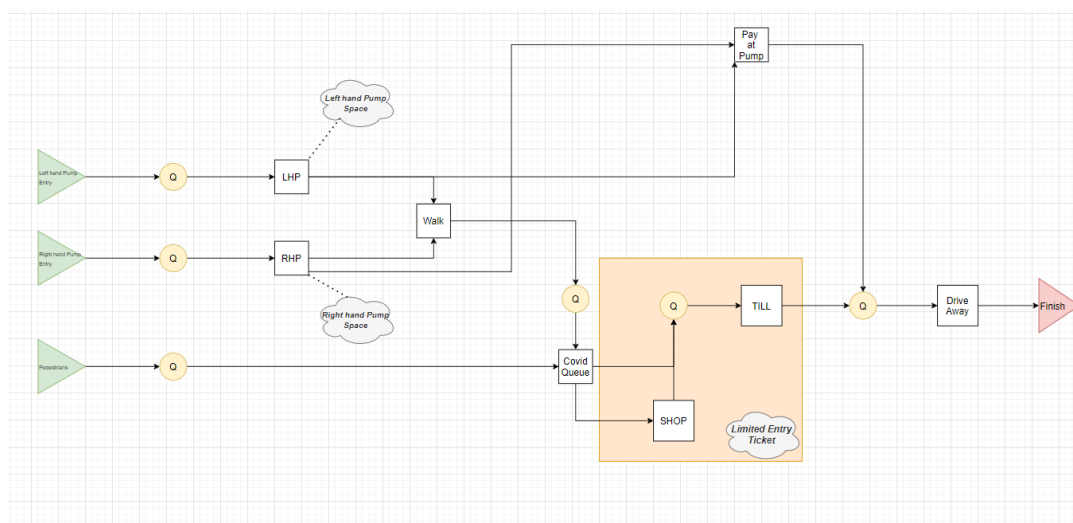 Pay
at
Pump
Left hand Pump
Space
Left hand Pump
Entry
Q
LHP
Walk
Right hand Pump
Entry
Q
RHP
Right hand Pump
Space
Q
Q
TILL
Q
Drive
Away
Finish
Pedestrians
Q
Covid
Queue
SHOP
Limited Entry
Ticket